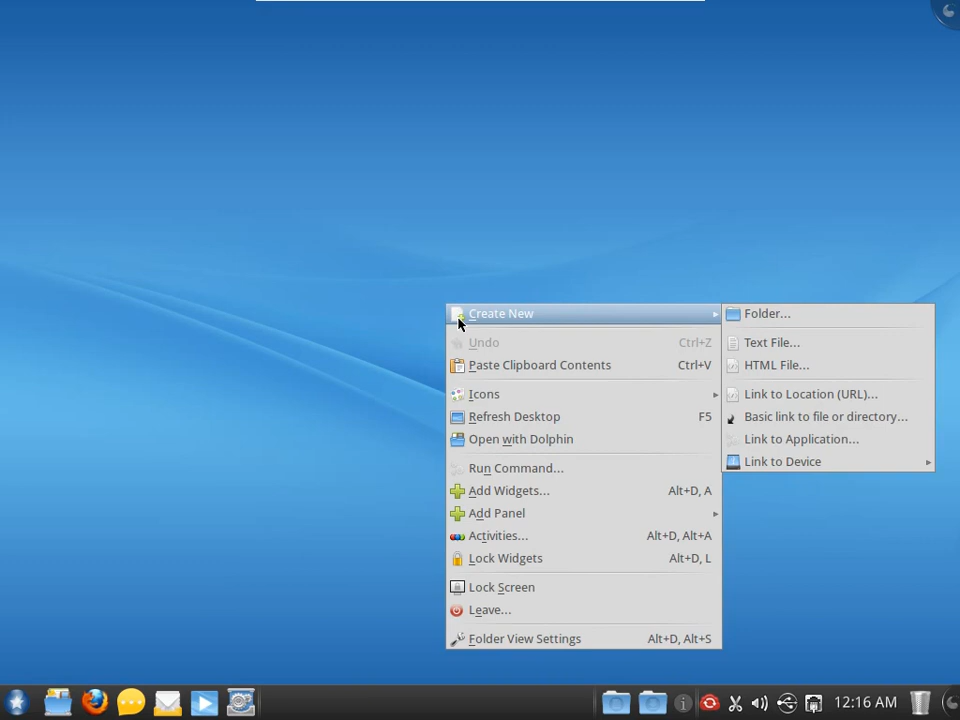 Create New
Undo Ctrl+Z
Paste Clipboard Contents Ctrl+V
Icons
Refresh Desktop F5
Open with Dolphin
Run Command...
Add Widgets... Alt+D, A
Add Panel
Activities... Alt+D, Alt+A
Lock Widgets Alt+D, L
Lock Screen
Leave...
Folder View Settings Alt+D, Alt+S
Folder...
Text File...
HTML File...
Link to Location (URL)...
Basic link to file or directory...
Link to Application...
Link to Device
12:16 AM